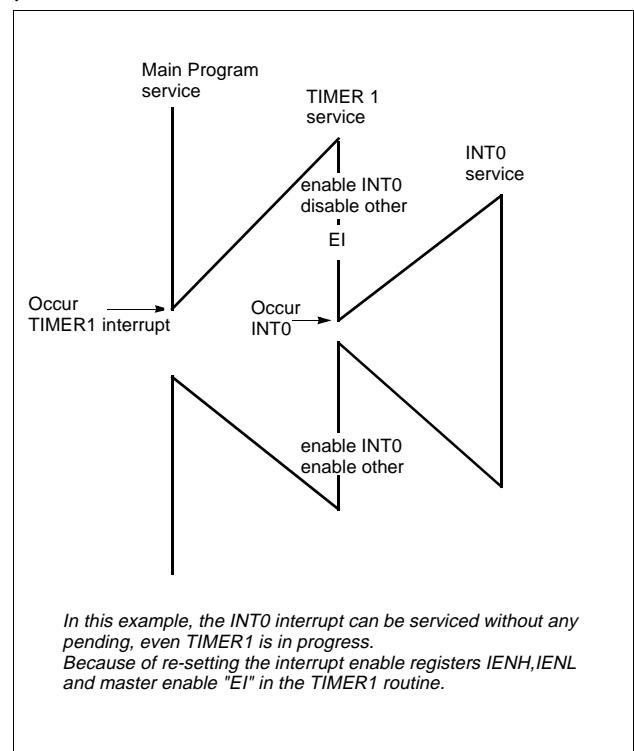 Main Program
service
TIMER 1
service
INT0
service
enable INT0
disable other
EI
Occur
TIMER1 interrupt
Occur
INT0
enable INT0
enable other
In this example, the INT0 interrupt can be serviced without any
pending, even TIMER1 is in progress.
Because of re-setting the interrupt enable registers IENH,IENL
and master enable "EI" in the TIMER1 routine.